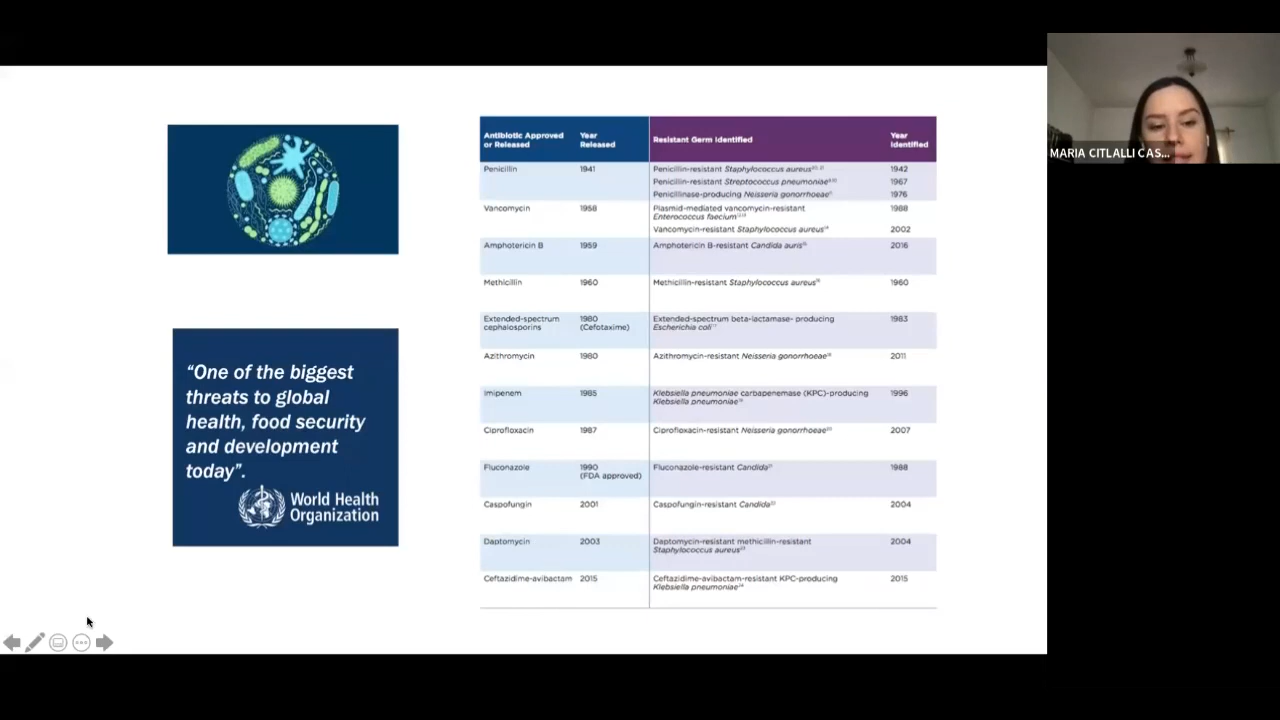 “One of the biggest
threats to global
health, food security
and development
today”.
World Health
Organization
Antibiotic Approved
or Released
Year
Released
Resistant Germ Identified
Year
Identified
Penicillin 1941 Penicillin-resistant Staphylococcus aureus 1942
Penicillin-resistant Streptococcus pneumoniae 1967
Penicillinase-producing Neisseria gonorrhoeae 1976
Vancomycin 1958 Plasmid-mediated vancomycin-resistant 1988
Enterococcus faecium
Vancomycin-resistant Staphylococcus aureus 2002
Amphotericin B 1959 Amphotericin B-resistant Candida auris 2016
Methicillin 1960 Methicillin-resistant Staphylococcus aureus 1960
Extended-spectrum 1980 Extended-spectrum beta-lactamase- producing 1983
cephalosporins (Cefotaxime) Escherichia coli
Azithromycin 1980 Azithromycin-resistant Neisseria gonorrhoeae 2011
Imipenem 1985 Klebsiella pneumoniae carbapenemase (KPC)-producing 1996
Klebsiella pneumoniae
Ciprofloxacin 1987 Ciprofloxacin-resistant Neisseria gonorrhoeae 2007
Fluconazole 1990 Fluconazole-resistant Candida 1988
(FDA approved)
Caspofungin 2001 Caspofungin-resistant Candida 2004
Daptomycin 2003 Daptomycin-resistant methicillin-resistant 2004
Staphylococcus aureus
Ceftazidime-avibactam 2015 Ceftazidime-avibactam-resistant KPC-producing 2015
Klebsiella pneumoniae
MARIA CITLALLI CAS...